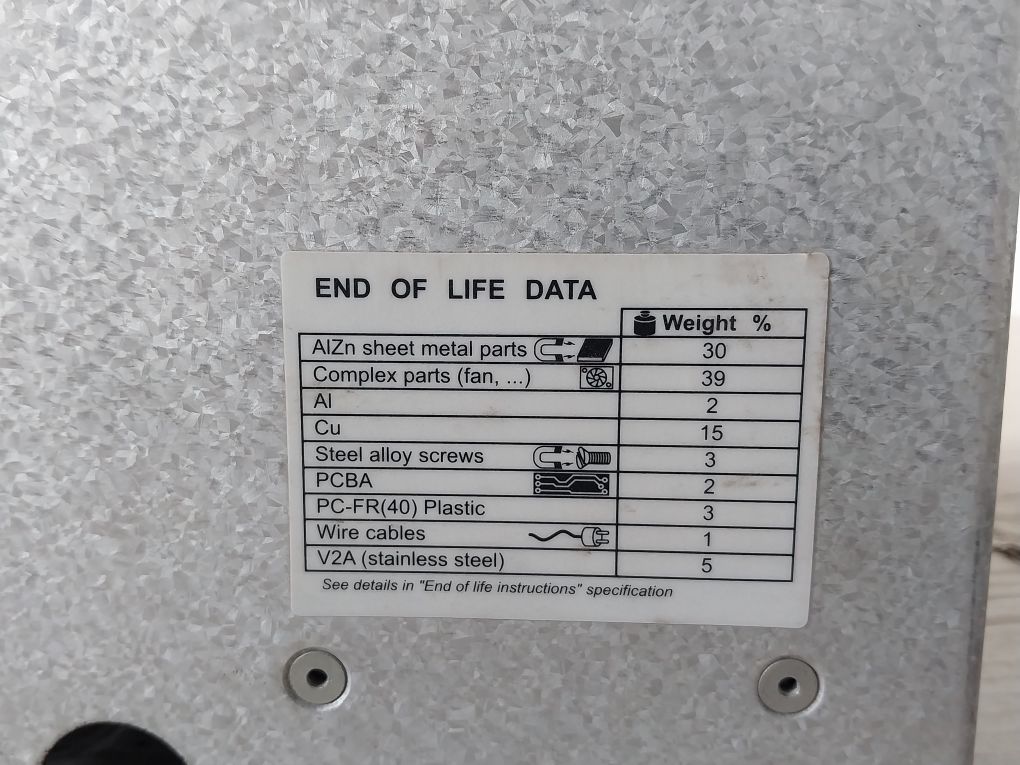 END OF LIFE DATA
Weight %
AlZn sheet metal parts 30
Complex parts (fan, ...) 39
Al 2
Cu 15
Steel alloy screws 3
PCBA 2
PC-FR(40) Plastic 3
Wire cables 1
V2A (stainless steel) 5
See details in "End of life instructions" specification